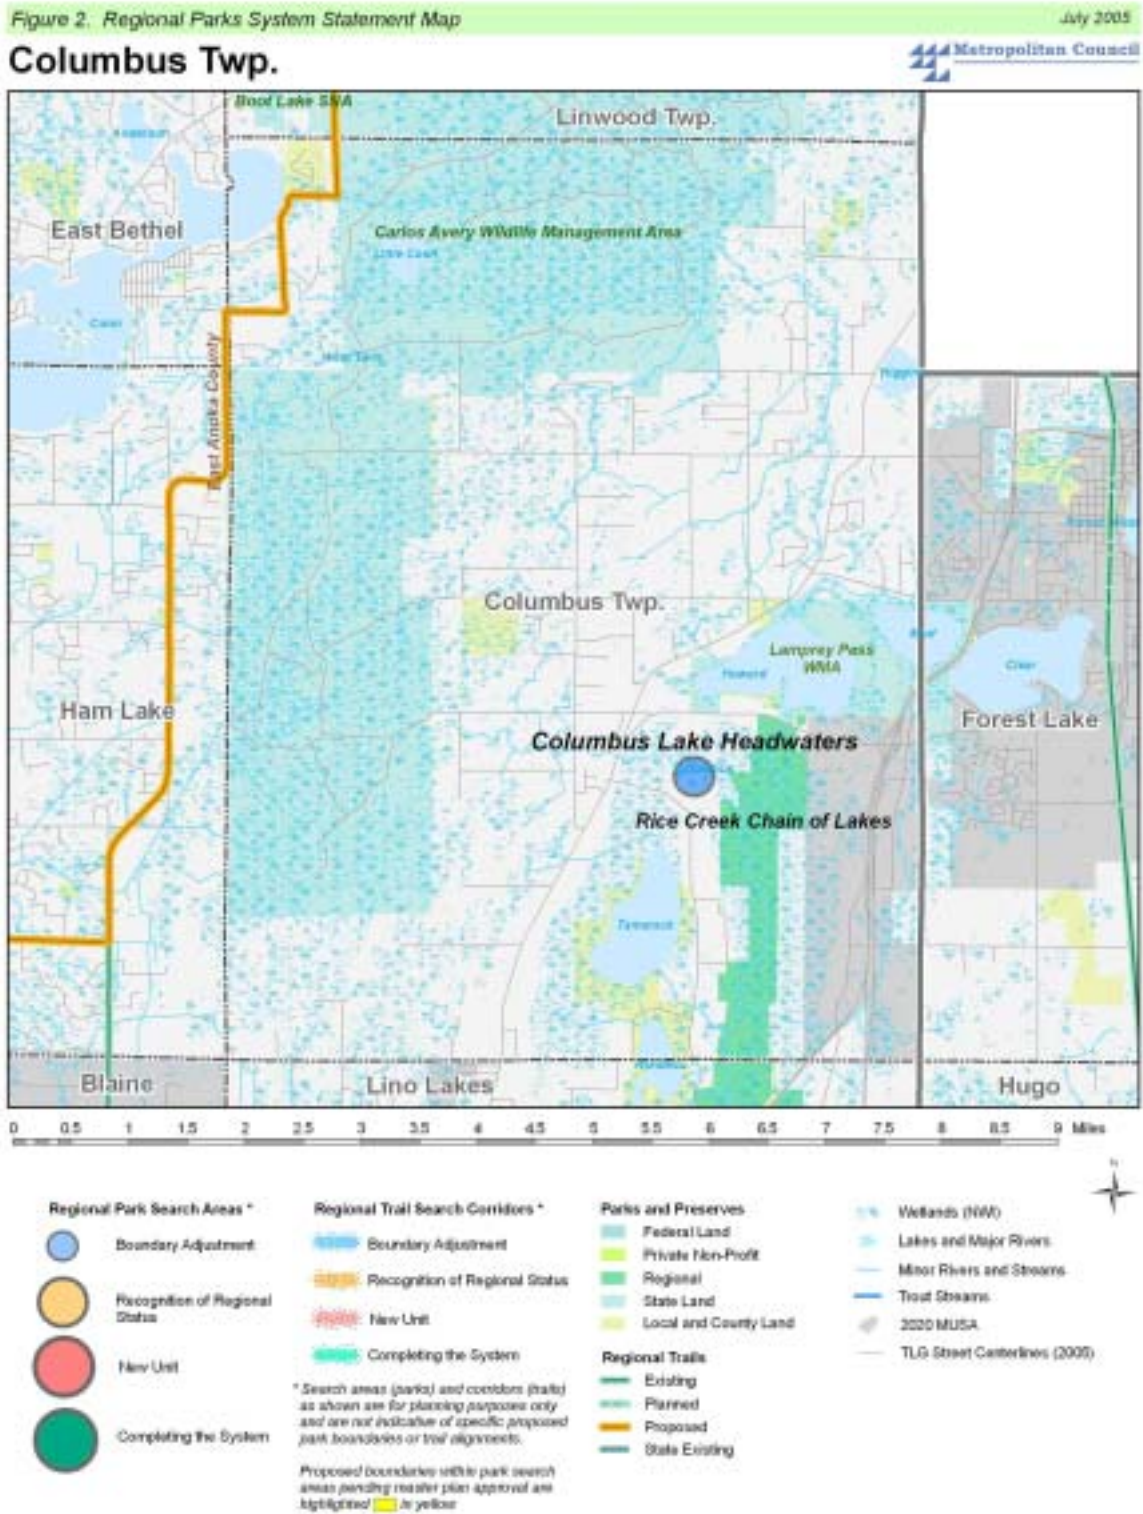 Figure 2. Regional Parks System Statement Map
July 2005
Columbus Twp.
Metropolitan Council
Boot Lake SNA
Linwood Twp.
East Bethel
Carlos Avery Wildlife Management Area
Little Coon
Coon
East Anoka County
Columbus Twp.
Lamprey Pass
WMA
Howard
Clear
Ham Lake
Forest Lake
Columbus Lake Headwaters
Rice Creek Chain of Lakes
Tamarack
Blaine
Lino Lakes
Hugo
0 0.5 1 1.5 2 2.5 3 3.5 4 4.5 5 5.5 6 6.5 7 7.5 8 8.5 9 Miles
N
Regional Park Search Areas *
Boundary Adjustment
Recognition of Regional
Status
New Unit
Completing the System
Regional Trail Search Corridors *
Boundary Adjustment
Recognition of Regional Status
New Unit
Completing the System
* Search areas (parks) and corridors (trails)
as shown are for planning purposes only
and are not indicative of specific proposed
park boundaries or trail alignments.
Proposed boundaries within park search
areas pending master plan approval are
highlighted in yellow
Parks and Preserves
Federal Land
Private Non-Profit
Regional
State Land
Local and County Land
Regional Trails
Existing
Planned
Proposed
State Existing
Wetlands (NWI)
Lakes and Major Rivers
Minor Rivers and Streams
Trout Streams
2020 MUSA
TLG Street Centerlines (2005)